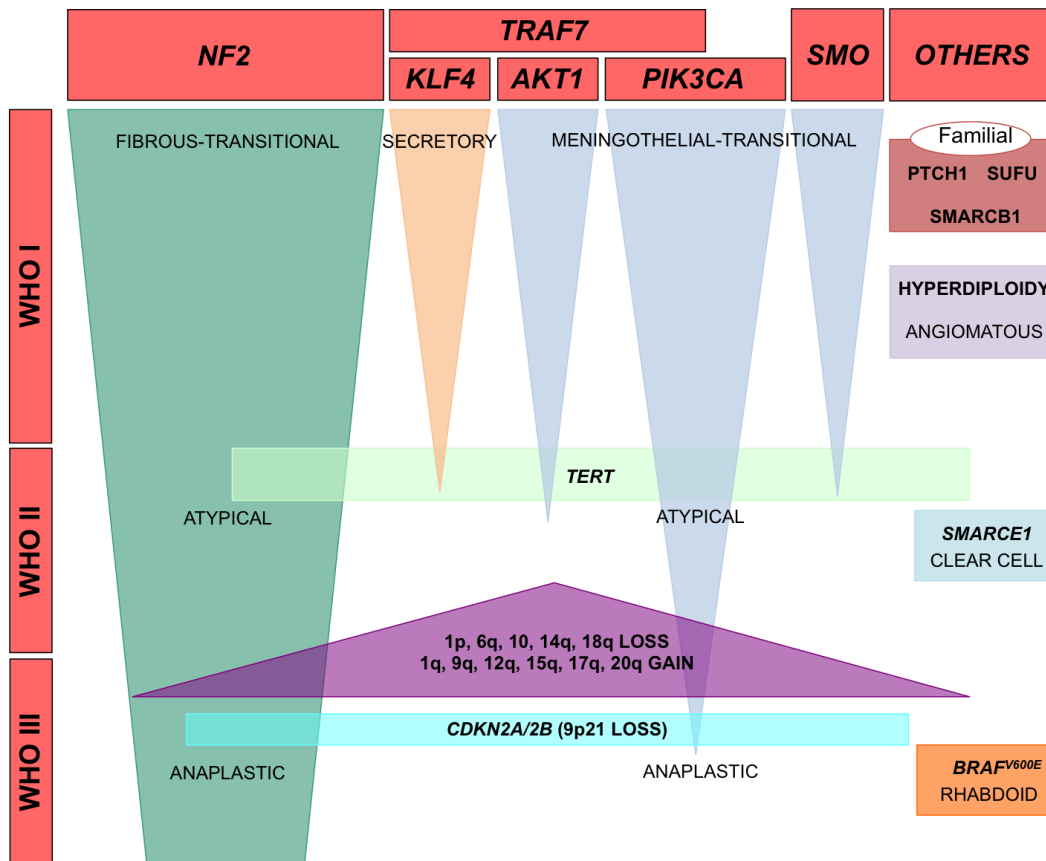 NF2
TRAF7
KLF4
AKT1
PIK3CA
SMO
OTHERS
WHO I
FIBROUS-TRANSITIONAL
SECRETORY
MENINGOTHELIAL-TRANSITIONAL
Familial
PTCH1 SUFU
SMARCB1
HYPERDIPLOIDY
ANGIOMATOUS
WHO II
TERT
ATYPICAL
ATYPICAL
SMARCE1
CLEAR CELL
1p, 6q, 10, 14q, 18q LOSS
1q, 9q, 12q, 15q, 17q, 20q GAIN
WHO III
CDKN2A/2B (9p21 LOSS)
ANAPLASTIC
ANAPLASTIC
BRAFV600E
RHABDOID